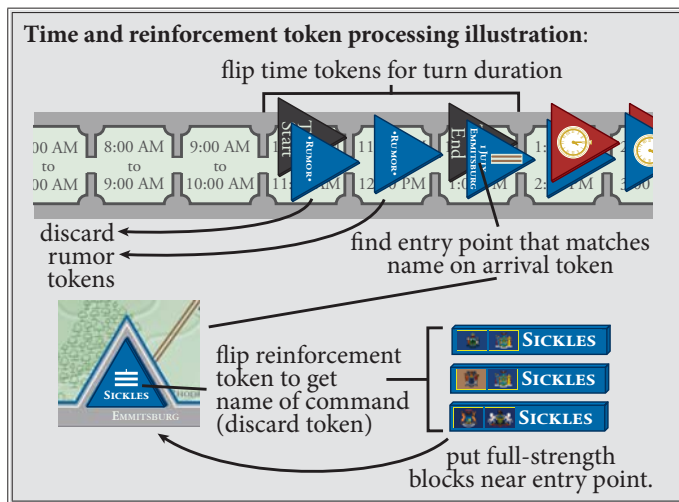 Time and reinforcement token processing illustration:
flip time tokens for turn duration
8:00 AM
to
9:00 AM
9:00 AM
to
10:00 AM
Start
•RUMOR•
•RUMOR•
End
1 JULY
EMMITSBURG
discard
rumor
tokens
find entry point that matches
name on arrival token
SICKLES
EMMITSBURG
flip reinforcement
token to get
name of command
(discard token)
SICKLES
SICKLES
SICKLES
put full-strength
blocks near entry point.